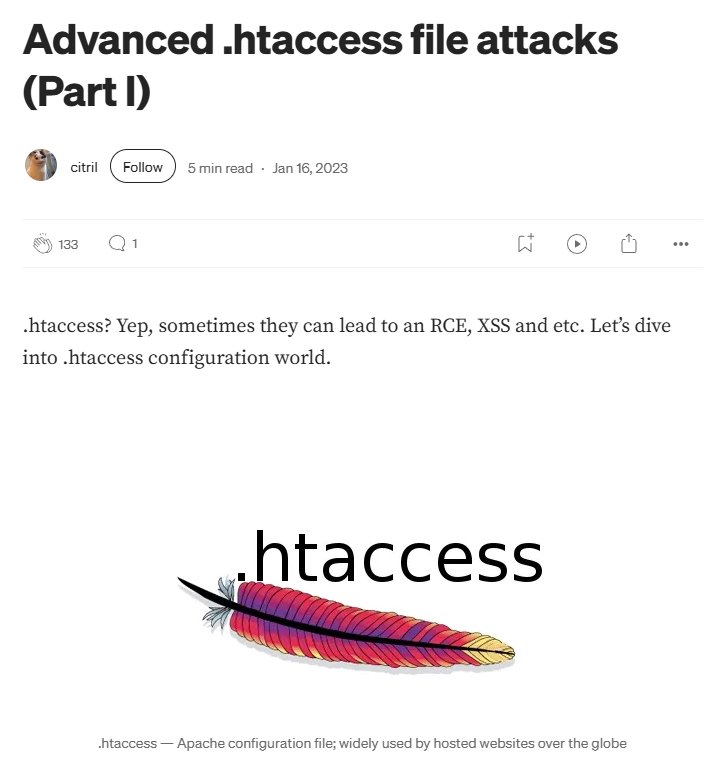 Advanced .htaccess file attacks
(Part I)
citril Follow 5 min read · Jan 16, 2023
133 1
.htaccess? Yep, sometimes they can lead to an RCE, XSS and etc. Let’s dive
into .htaccess configuration world.
.htaccess
.htaccess — Apache configuration file; widely used by hosted websites over the globe